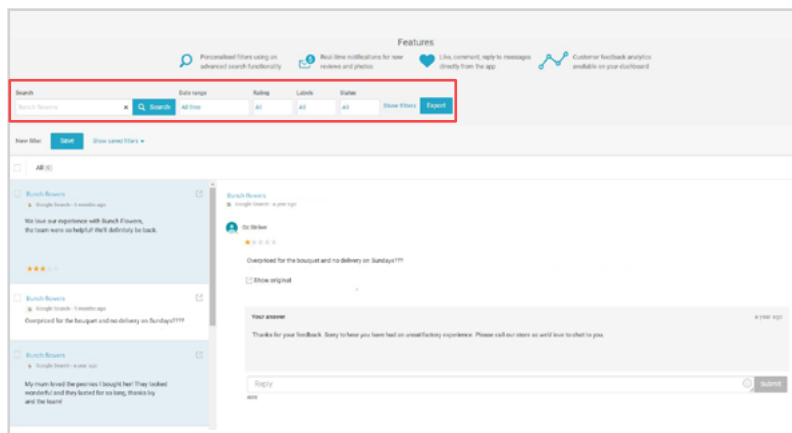 Features
Personalised filters using an
advanced search functionality
Real-time notifications for new
reviews and photos
Like, comment, reply to messages
directly from the app
Customer feedback analytics
available on your dashboard
Search
Date range
Rating
Labels
Status
Bunch flowers
x
Search
All time
All
All
All
Show filters
Export
New filter
Save
Show saved filters
All (6)
Bunch flowers
Google Search
months ago
We love our experience with Bunch Flowers,
the team were so helpful! We'll definitely be back.
Bunch flowers
Google Search
months ago
Overpriced for the bouquet and no delivery on Sundays????
Bunch flowers
Google Search - a year ago
My mum loved the peonies I bought her! They looked
wonderful and they lasted for so long, thanks
and the team!
Bunch flowers
Google Search - a year ago
Oz Striker
Overpriced for the bouquet and no delivery on Sundays???
Show original
Your answer
a year ago
Thanks for your feedback. Sorry to hear you have had an unsatisfactory experience. Please call our store as we'd love to chat to you.
Reply
Submit